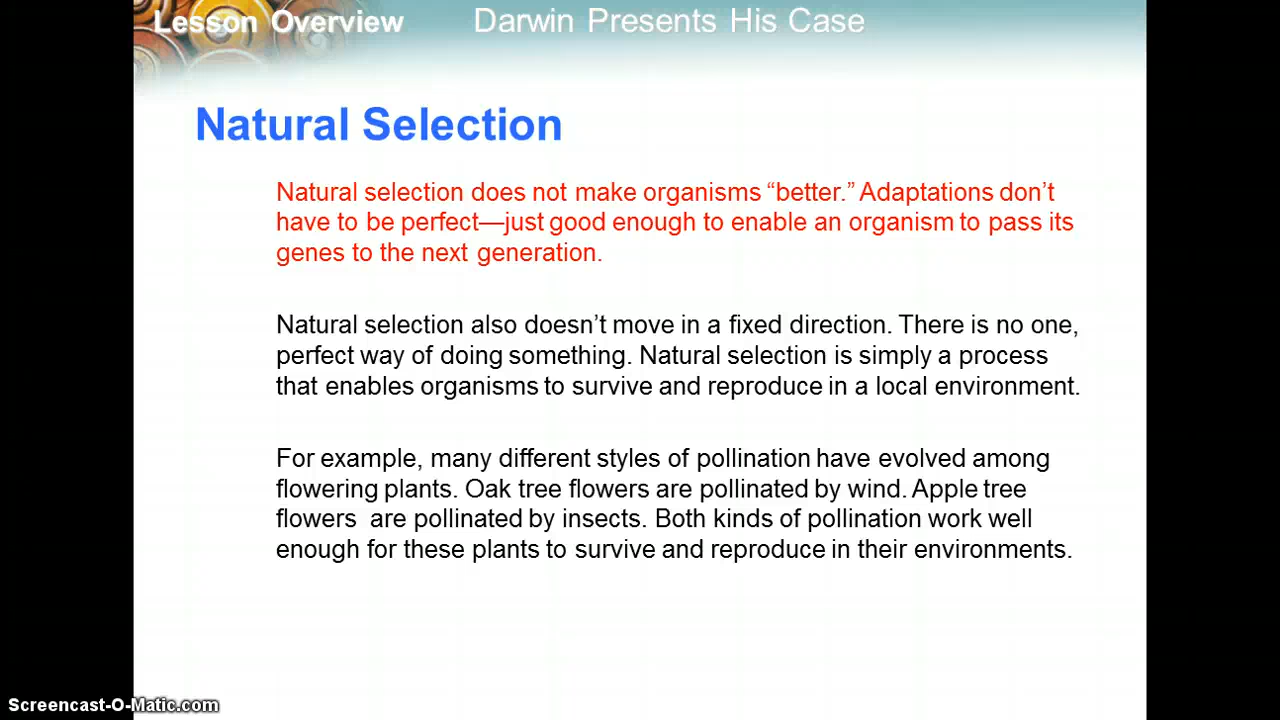 Lesson Overview Darwin Presents His Case
Natural Selection
Natural selection does not make organisms “better.” Adaptations don’t
have to be perfect—just good enough to enable an organism to pass its
genes to the next generation.
Natural selection also doesn’t move in a fixed direction. There is no one,
perfect way of doing something. Natural selection is simply a process
that enables organisms to survive and reproduce in a local environment.
For example, many different styles of pollination have evolved among
flowering plants. Oak tree flowers are pollinated by wind. Apple tree
flowers are pollinated by insects. Both kinds of pollination work well
enough for these plants to survive and reproduce in their environments.
Screencast-O-Matic.com